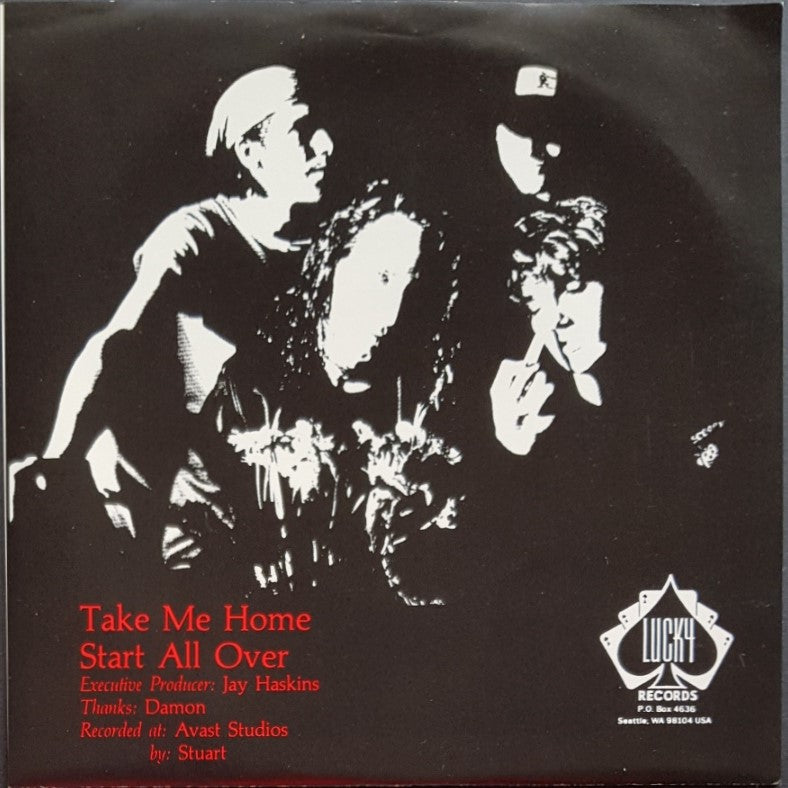 Take Me Home
Start All Over
Executive Producer: Jay Haskins
Thanks: Damon
Recorded at: Avast Studios
by: Stuart
LUCKY
RECORDS
P.O. Box 4636
Seattle, WA 98104 USA